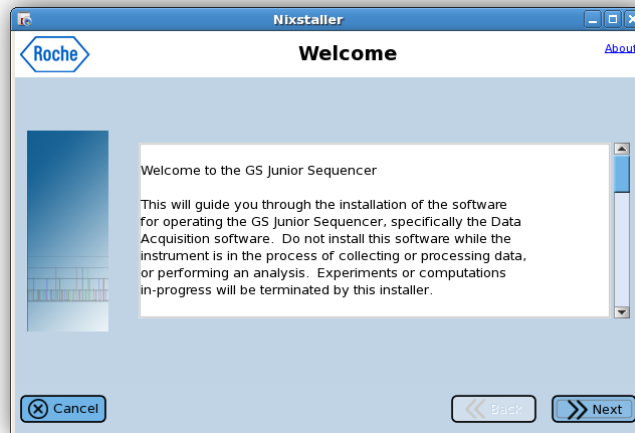 Nixstaller
Roche
Welcome
About
Welcome to the GS Junior Sequencer
This will guide you through the installation of the software
for operating the GS Junior Sequencer, specifically the Data
Acquisition software.  Do not install this software while the
instrument is in the process of collecting or processing data,
or performing an analysis.  Experiments or computations
in-progress will be terminated by this installer.
Cancel
Back
Next